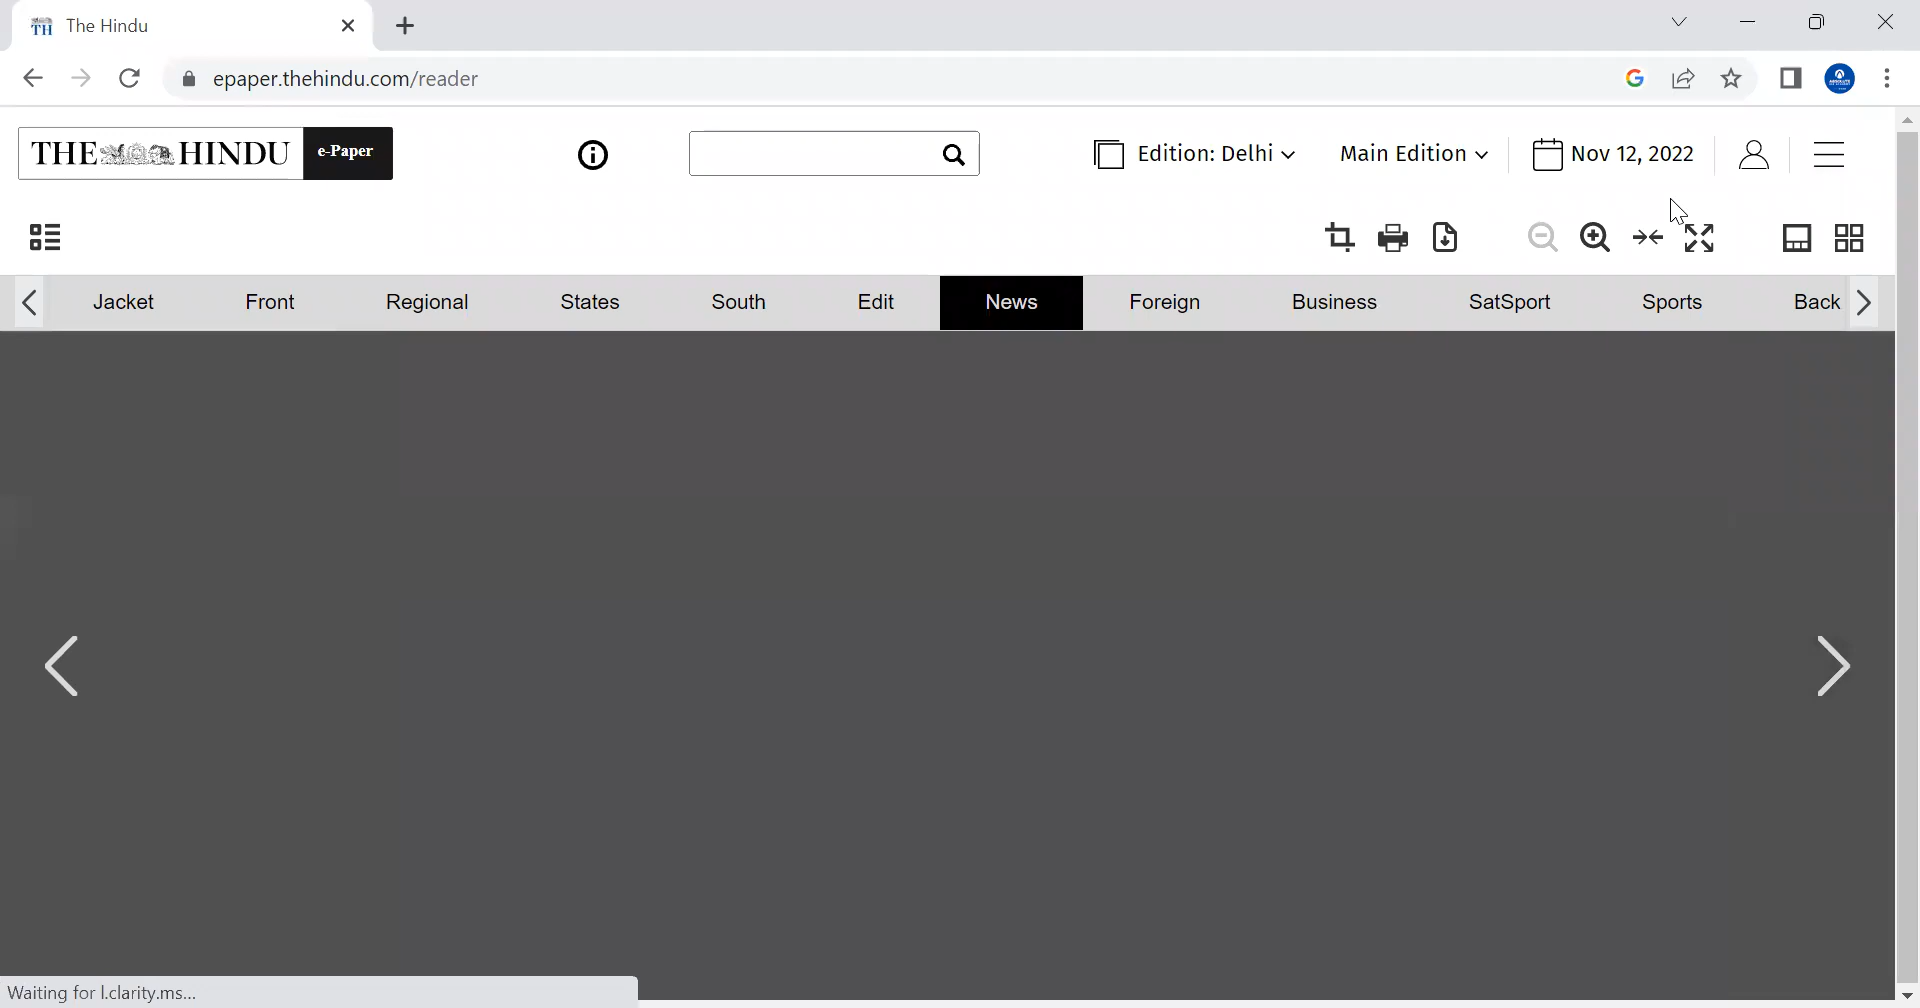 The Hindu
epaper.thehindu.com/reader
THE HINDU e-Paper
Edition: Delhi Main Edition Nov 12, 2022
Jacket Front Regional States South Edit News Foreign Business SatSport Sports Back
Waiting for l.clarity.ms...